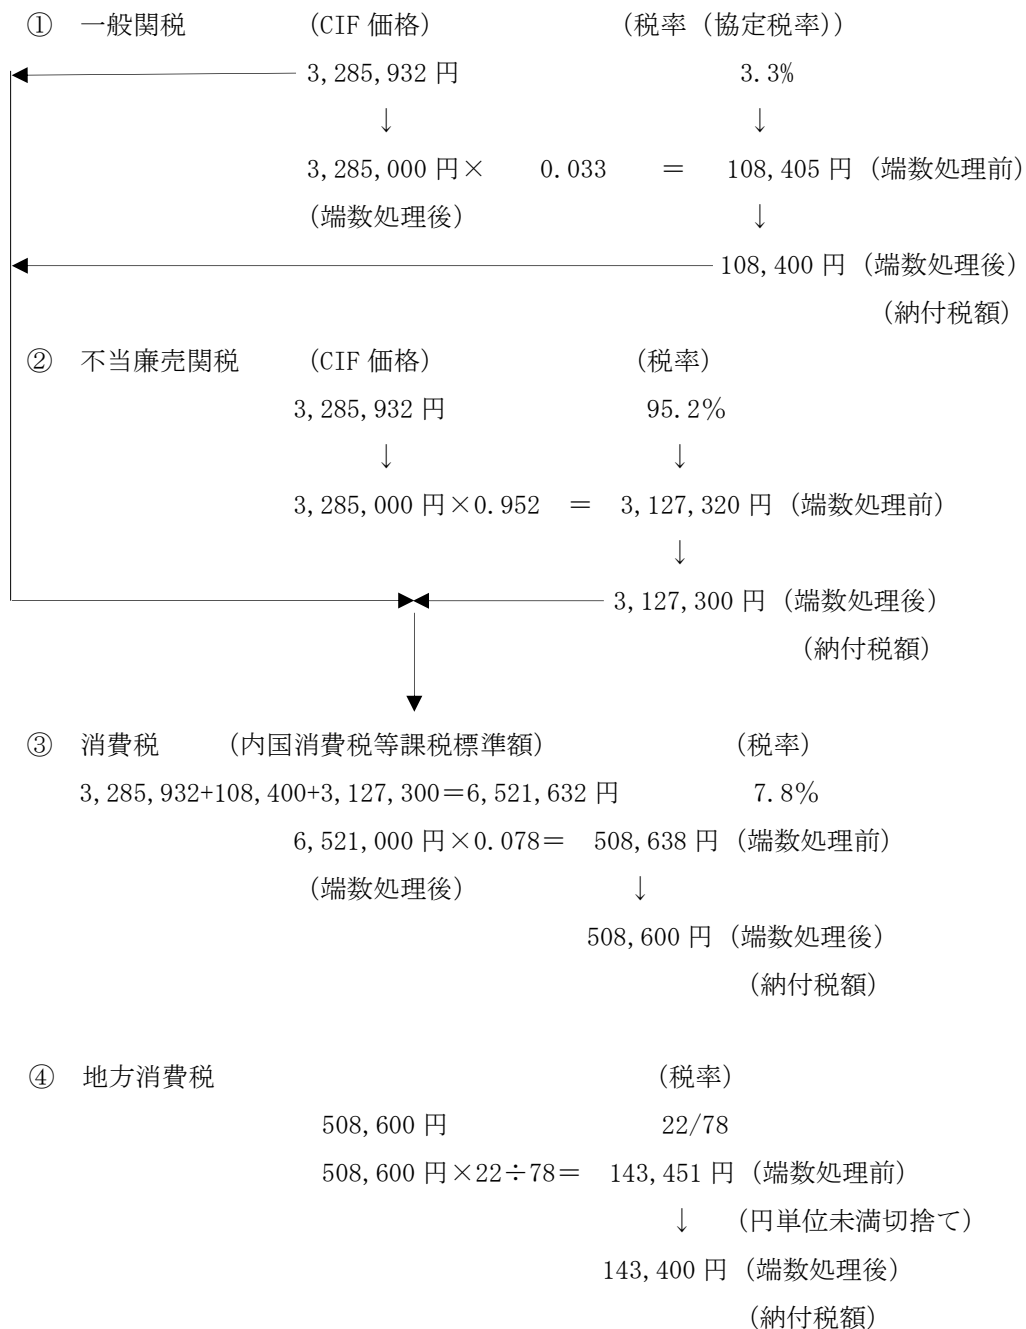 ① 一般関税 (CIF 価格) (税率（協定税率）)
3,285,932 円 3.3%
↓ ↓
3,285,000 円× 0.033 ＝ 108,405 円（端数処理前）
(端数処理後) ↓
108,400 円（端数処理後）
（納付税額）
② 不当廉売関税 (CIF 価格) （税率）
3,285,932 円 95.2％
↓ ↓
3,285,000 円×0.952 ＝ 3,127,320 円（端数処理前）
↓
3,127,300 円（端数処理後）
（納付税額）
③ 消費税 （内国消費税等課税標準額） （税率）
3,285,932+108,400+3,127,300＝6,521,632 円 7.8％
6,521,000 円×0.078＝ 508,638 円（端数処理前）
（端数処理後） ↓
508,600 円（端数処理後）
（納付税額）
④ 地方消費税 （税率）
508,600 円 22/78
508,600 円×22÷78＝ 143,451 円（端数処理前）
↓ （円単位未満切捨て）
143,400 円（端数処理後）
（納付税額）